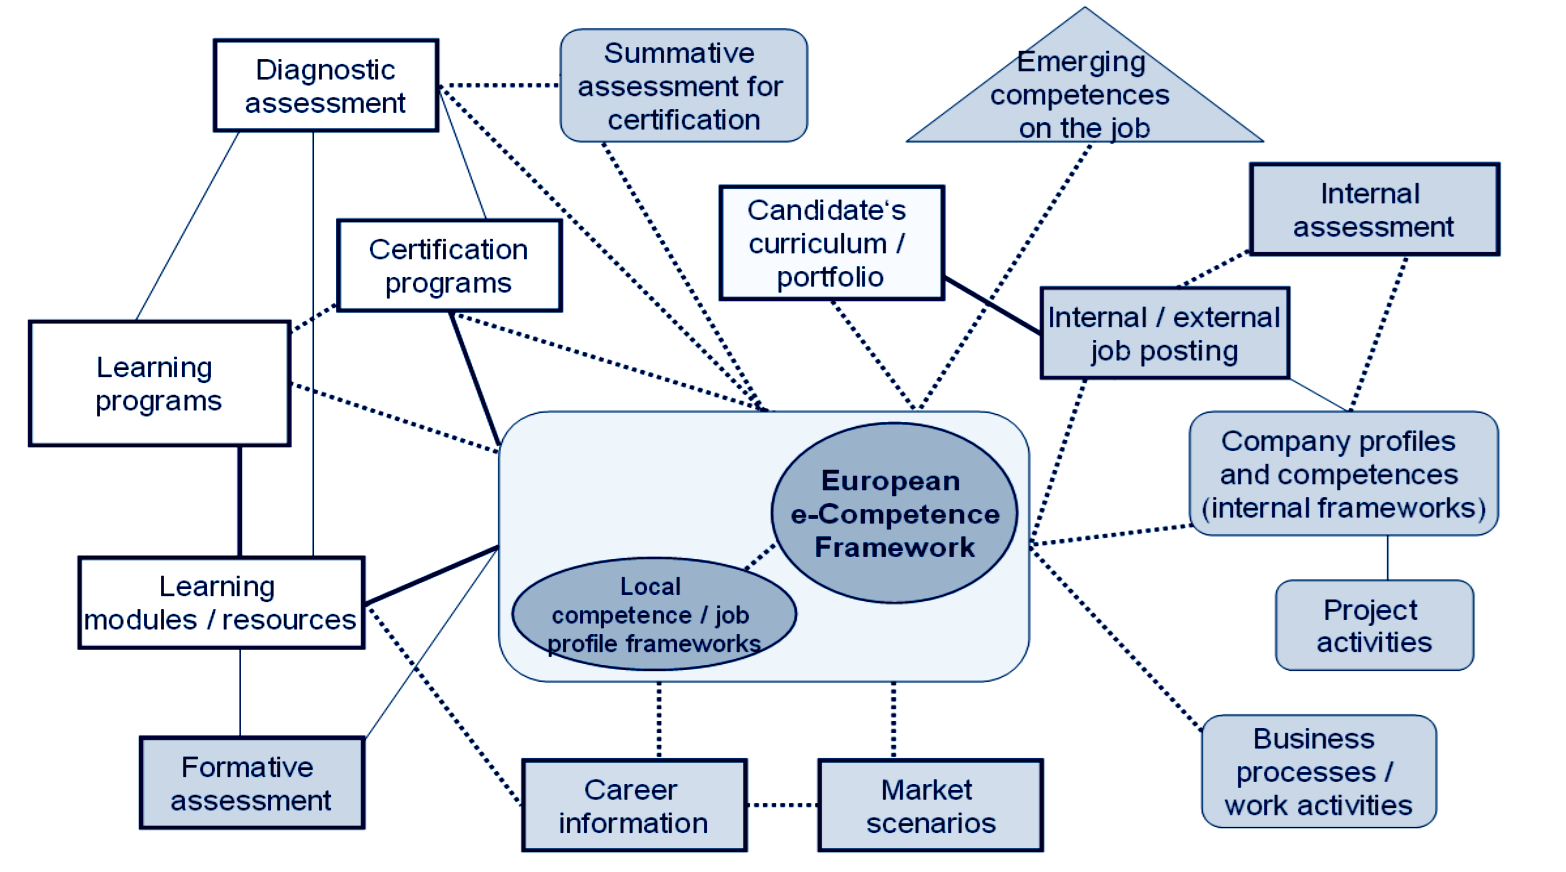 Diagnostic
assessment
Summative
assessment for
certification
Emerging
competences
on the job
Candidate‘s
curriculum /
portfolio
Internal
assessment
Certification
programs
Internal / external
job posting
Learning
programs
Company profiles
and competences
(internal frameworks)
European
e-Competence
Framework
Learning
modules / resources
Local
competence / job
profile frameworks
Project
activities
Formative
assessment
Career
information
Market
scenarios
Business
processes /
work activities